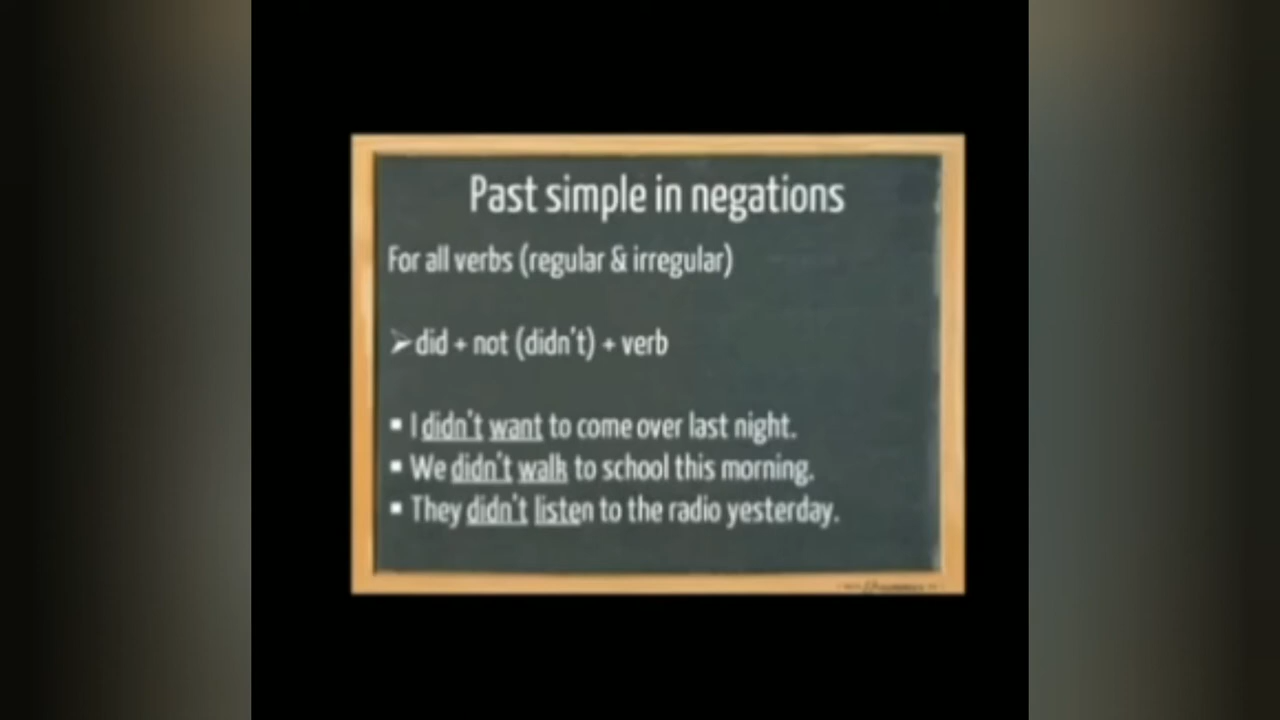 Past simple in negations
For all verbs (regular & irregular)
➢did + not (didn't) + verb
▪ I didn't want to come over last night.
▪ We didn't walk to school this morning.
▪ They didn't listen to the radio yesterday.